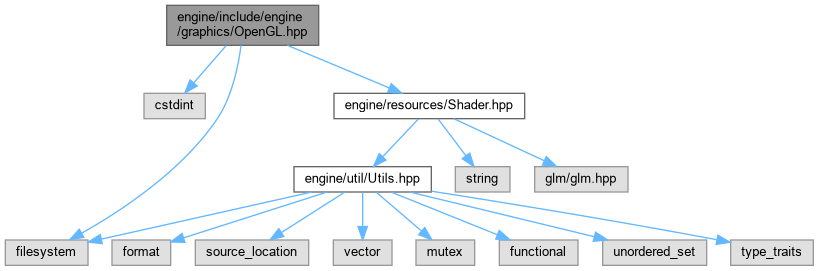 engine/include/engine
/graphics/OpenGL.hpp
cstdint
engine/resources/Shader.hpp
engine/util/Utils.hpp
string
glm/glm.hpp
filesystem
format
source_location
vector
mutex
functional
unordered_set
type_traits